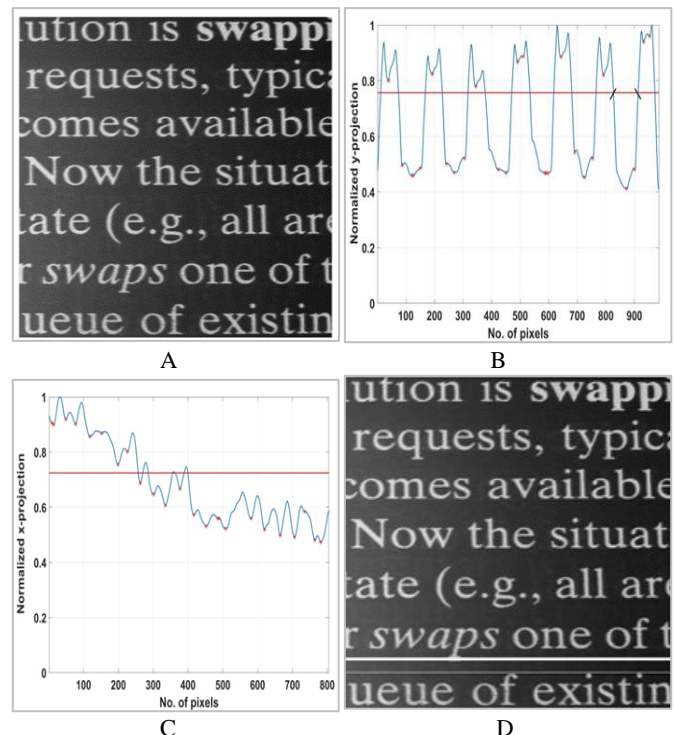 lution is swappi
requests, typica
comes available
Now the situat
tate (e.g., all are
r swaps one of t
ueue of existin
A
Normalized y-projection
1
0.8
0.6
0.4
0.2
0
100 200 300 400 500 600 700 800 900
No. of pixels
B
Normalized x-projection
1
0.8
0.6
0.4
0.2
0
100 200 300 400 500 600 700 800
No. of pixels
C
lution is swappi
requests, typica
comes available
Now the situat
tate (e.g., all are
r swaps one of t
ueue of existin
D